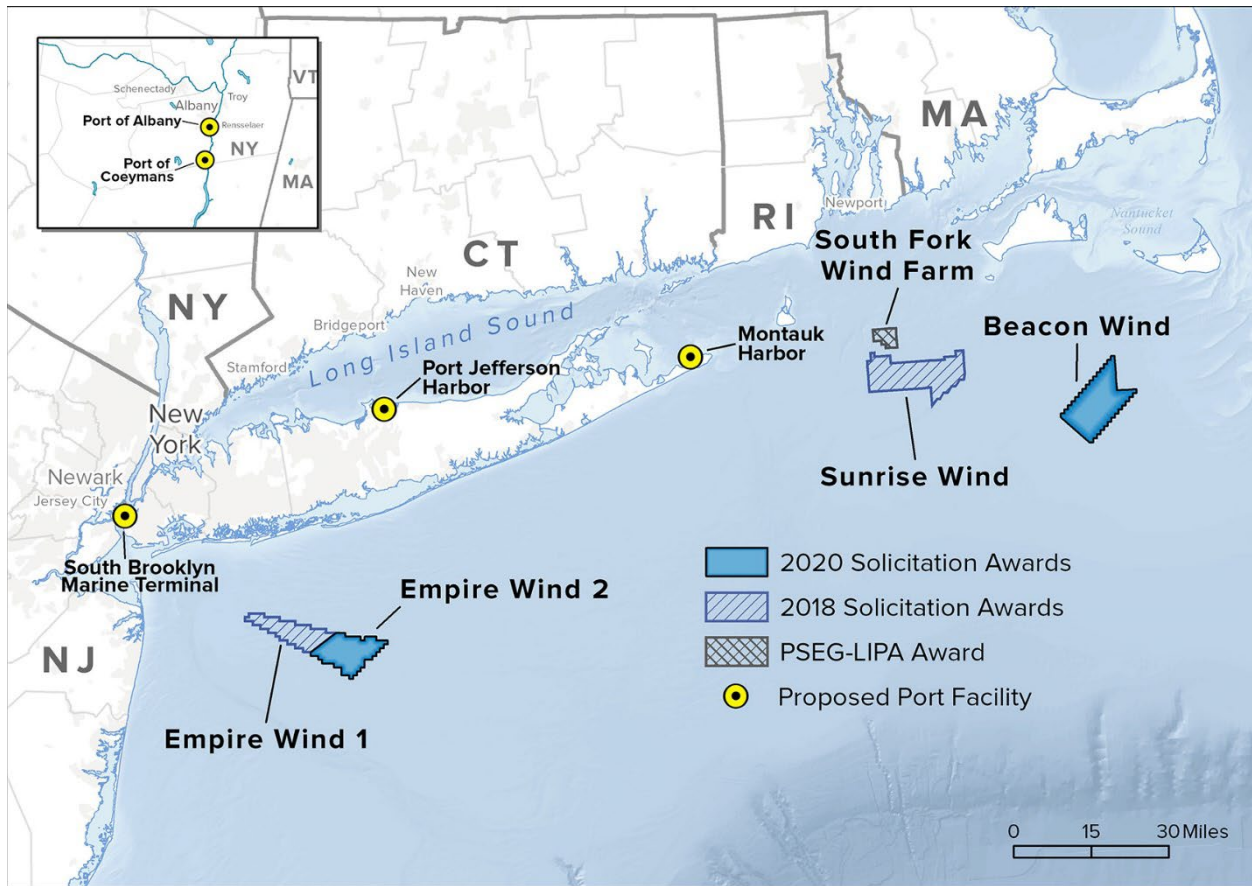 Schenectady
VT
Albany
Troy
Port of Albany
Rensselaer
NY
Port of
Coeymans
MA
MA
RI
Newport
CT
South Fork
Wind Farm
Nantucket
Sound
NY
New
Haven
Bridgeport
Long Island Sound
Stamford
Montauk
Harbor
Beacon Wind
Port Jefferson
Harbor
New
York
Sunrise Wind
Newark
Jersey City
South Brooklyn
Marine Terminal
2020 Solicitation Awards
Empire Wind 2
2018 Solicitation Awards
NJ
PSEG-LIPA Award
Proposed Port Facility
Empire Wind 1
0 15 30 Miles